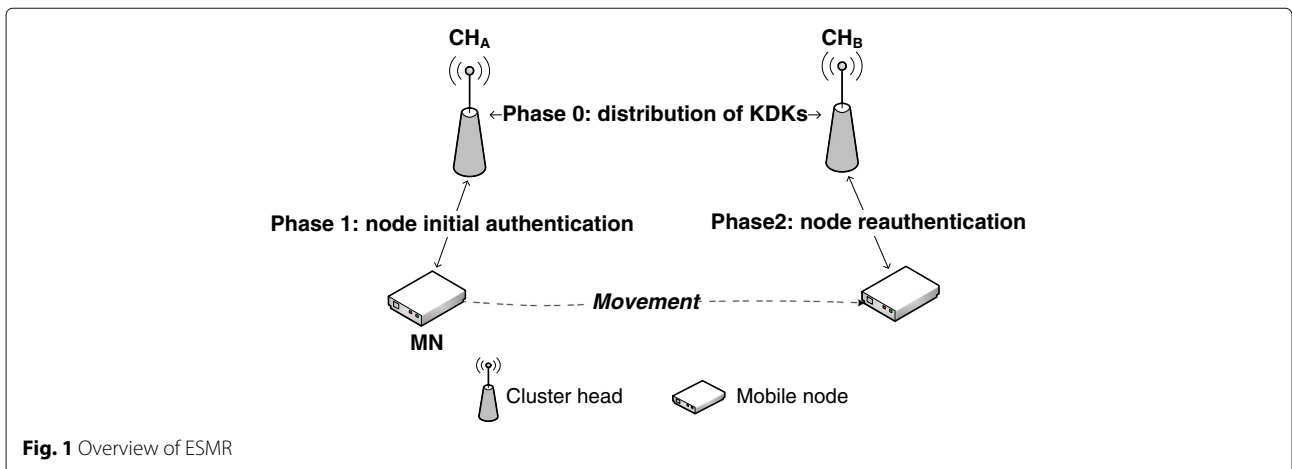 CHA CHB
Phase 0: distribution of KDKs
Phase 1: node initial authentication
Phase2: node reauthentication
Movement
MN
Cluster head
Mobile node
Fig. 1 Overview of ESMR